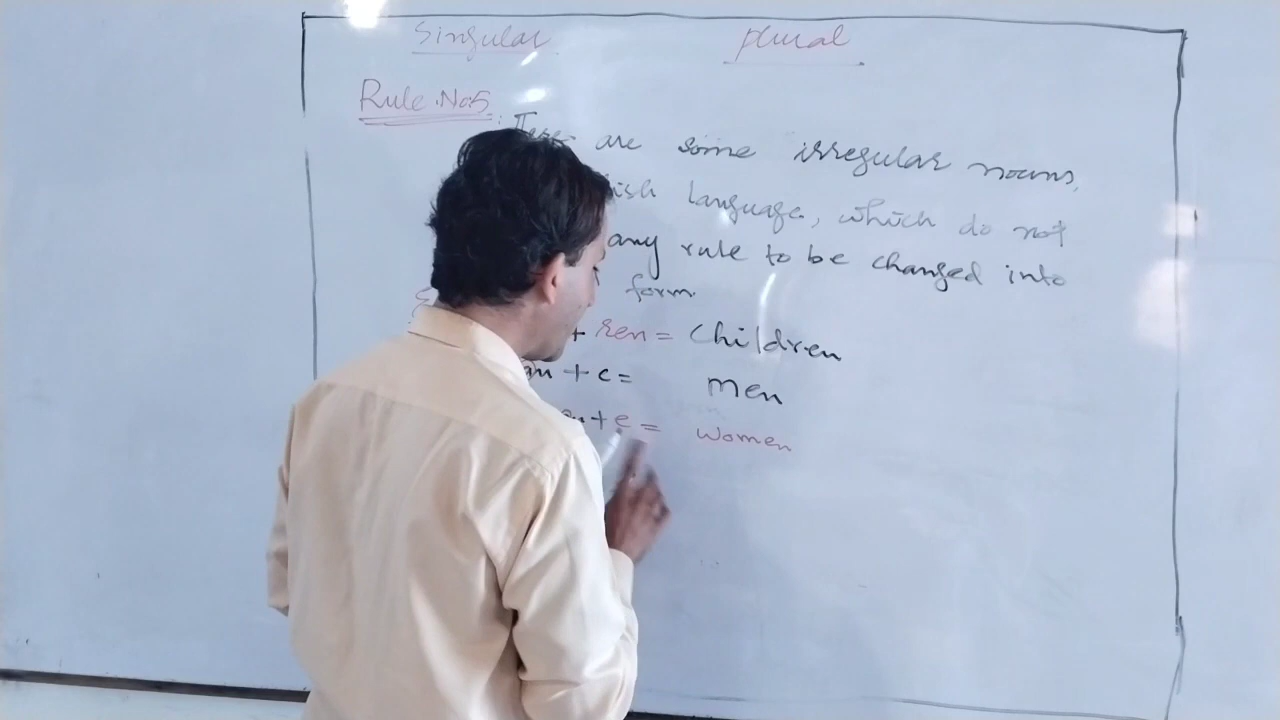 Singular plural
Rule No:5 : There are some irregular nouns,
language, which do not
any rule to be changed into
form.
+ ren = Children
+ e = men
+ e = women